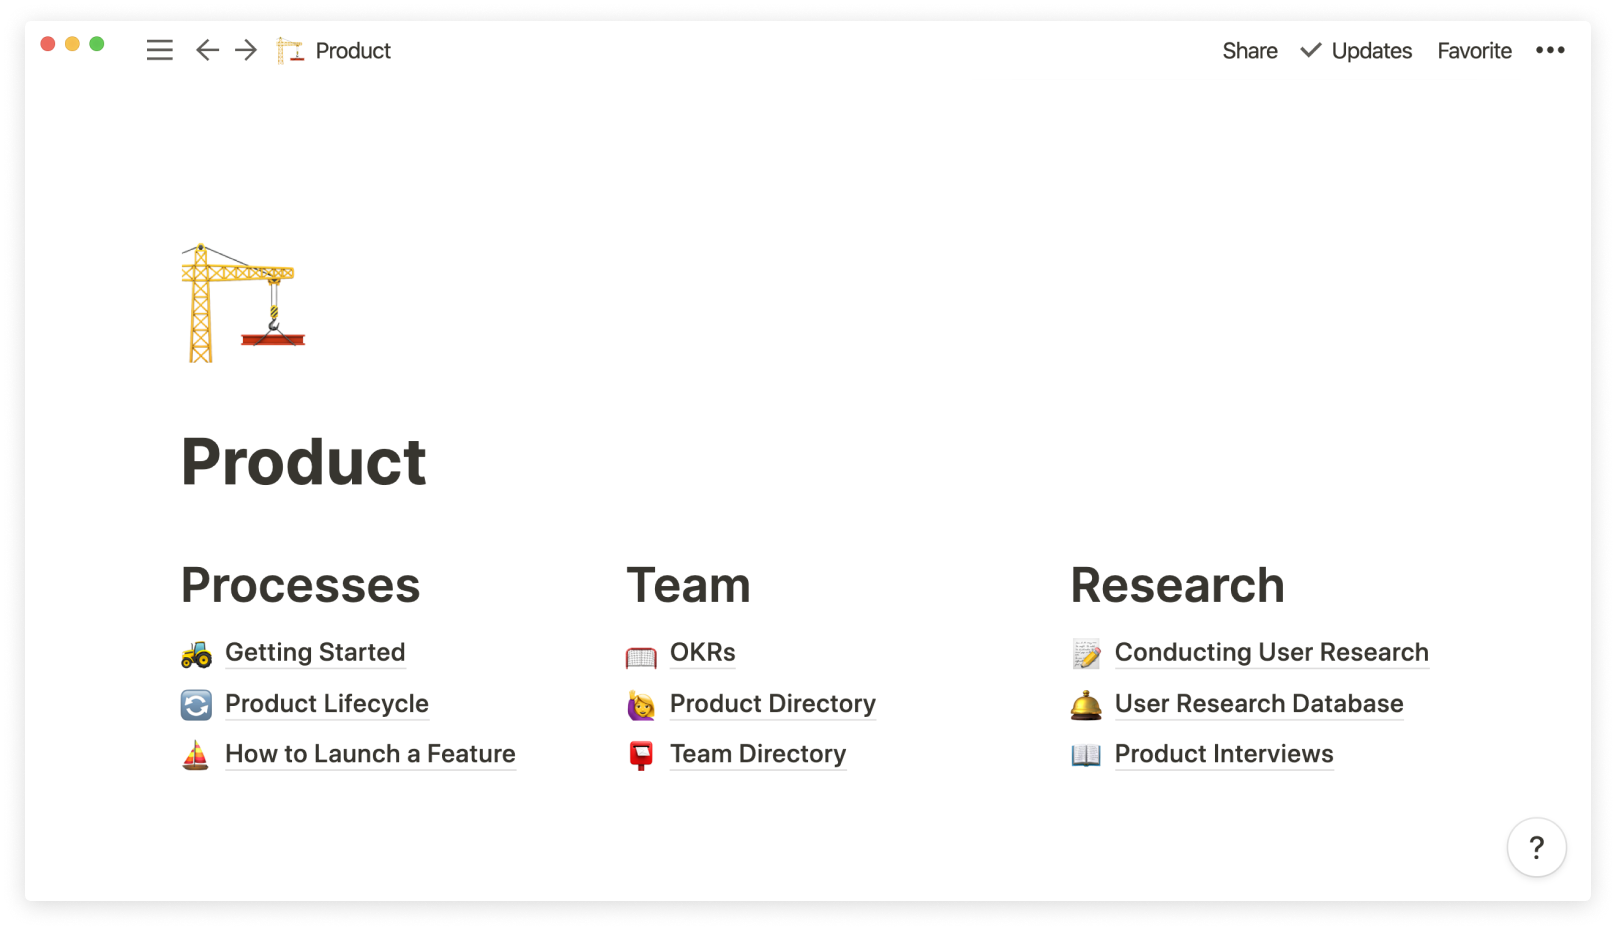 Product
Share Updates Favorite
Product
Processes
Getting Started
Product Lifecycle
How to Launch a Feature
Team
OKRs
Product Directory
Team Directory
Research
Conducting User Research
User Research Database
Product Interviews
?